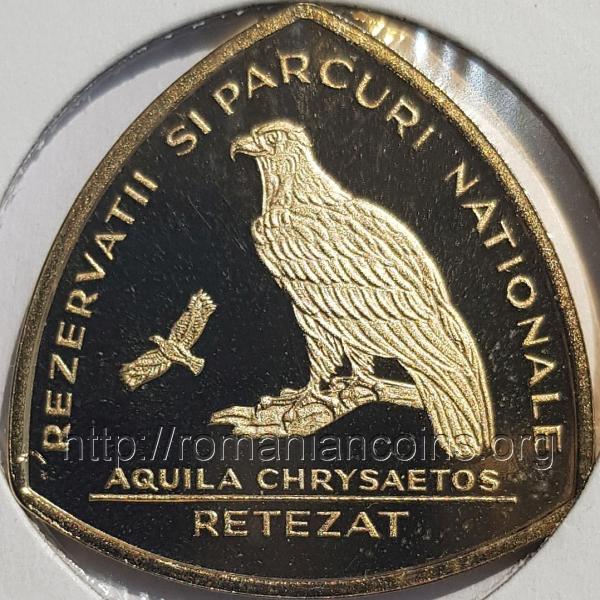 REZERVATII SI PARCURI NATIONALE
http://romaniancoins.org
AQUILA CHRYSAETOS
RETEZAT